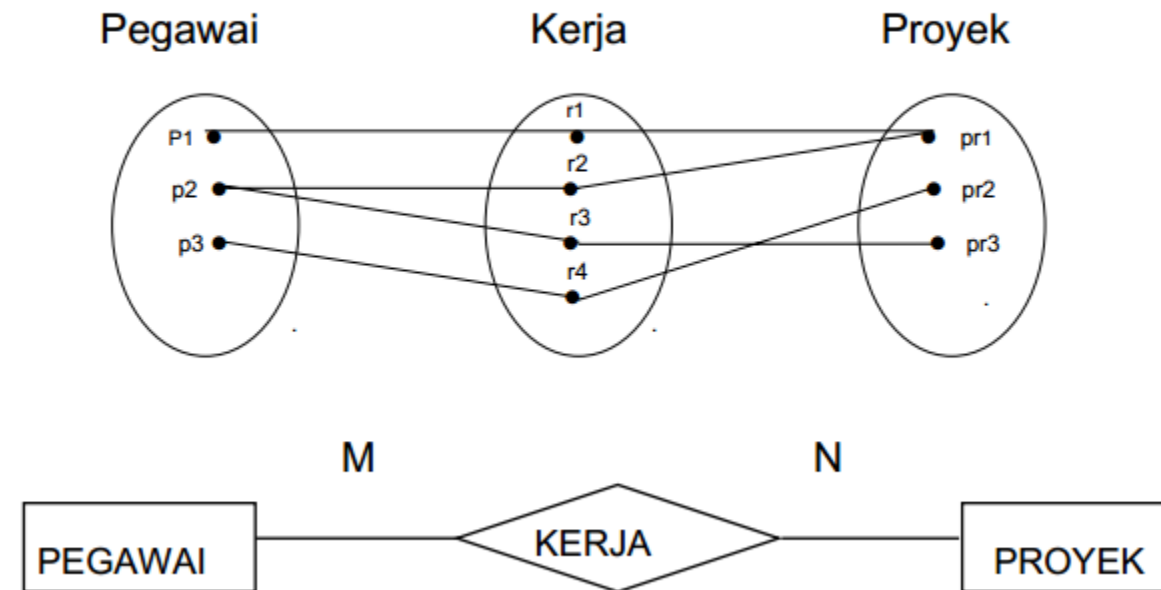 Pegawai Kerja Proyek
r1
P1 pr1
r2
p2 pr2
r3
p3 pr3
r4
M N
PEGAWAI KERJA PROYEK